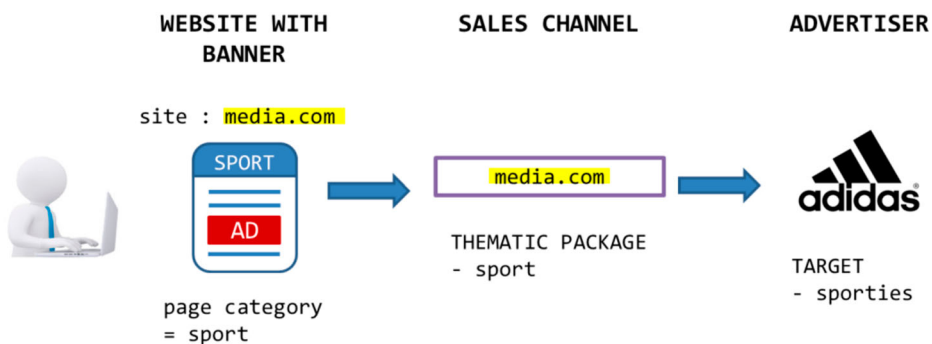 WEBSITE WITH
BANNER
SALES CHANNEL
ADVERTISER
site : media.com
SPORT
AD
page category
= sport
media.com
THEMATIC PACKAGE
- sport
adidas®
TARGET
- sporties